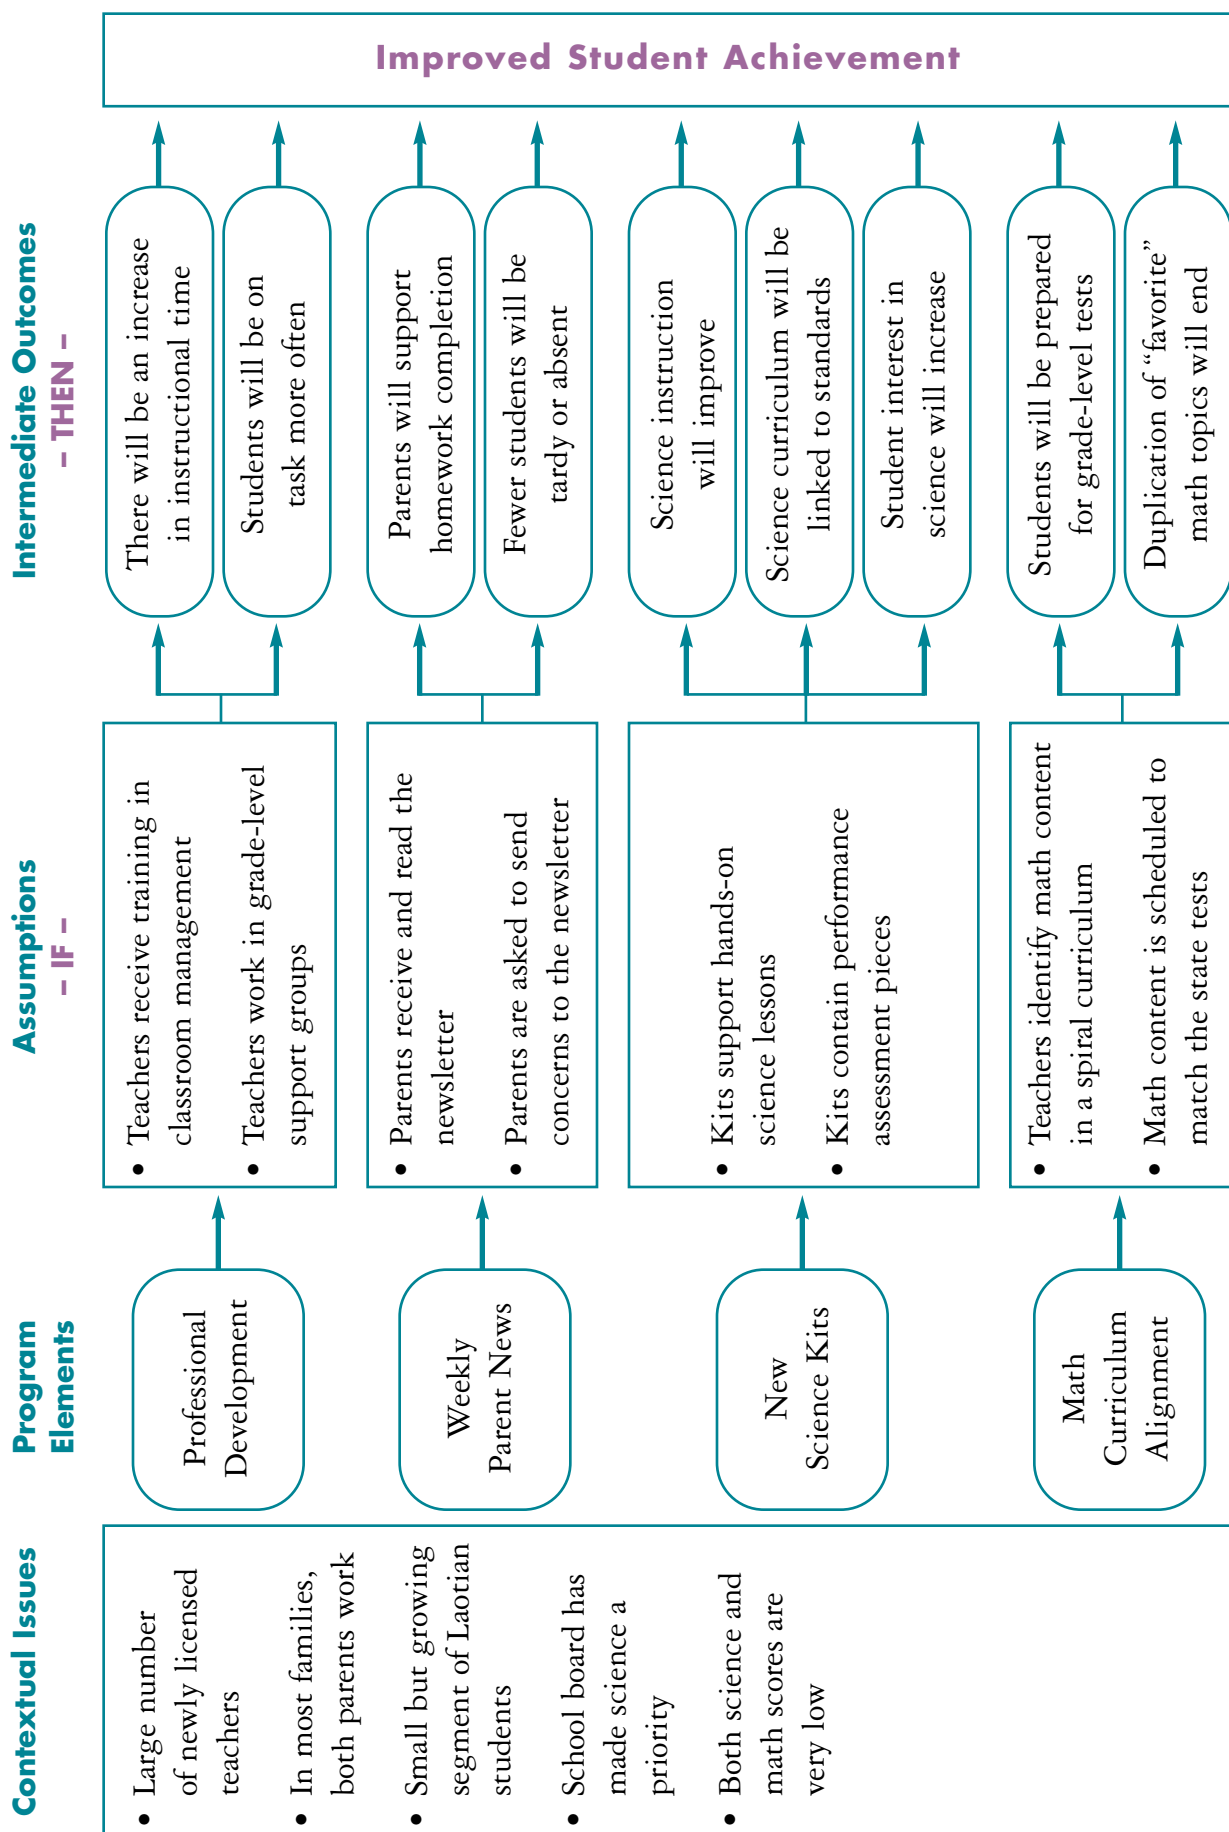 Contextual Issues
• Large number
of newly licensed
teachers
• In most families,
both parents work
• Small but growing
segment of Laotian
students
• School board has
made science a
priority
• Both science and
math scores are
very low
Program
Elements
Professional
Development
Weekly
Parent News
New
Science Kits
Math
Curriculum
Alignment
Assumptions
– IF –
• Teachers receive training in
classroom management
• Teachers work in grade-level
support groups
• Parents receive and read the
newsletter
• Parents are asked to send
concerns to the newsletter
• Kits support hands-on
science lessons
• Kits contain performance
assessment pieces
• Teachers identify math content
in a spiral curriculum
• Math content is scheduled to
match the state tests
Intermediate Outcomes
– THEN –
There will be an increase
in instructional time
Students will be on
task more often
Parents will support
homework completion
Fewer students will be
tardy or absent
Science instruction
will improve
Science curriculum will be
linked to standards
Student interest in
science will increase
Students will be prepared
for grade-level tests
Duplication of “favorite”
math topics will end
Improved Student Achievement